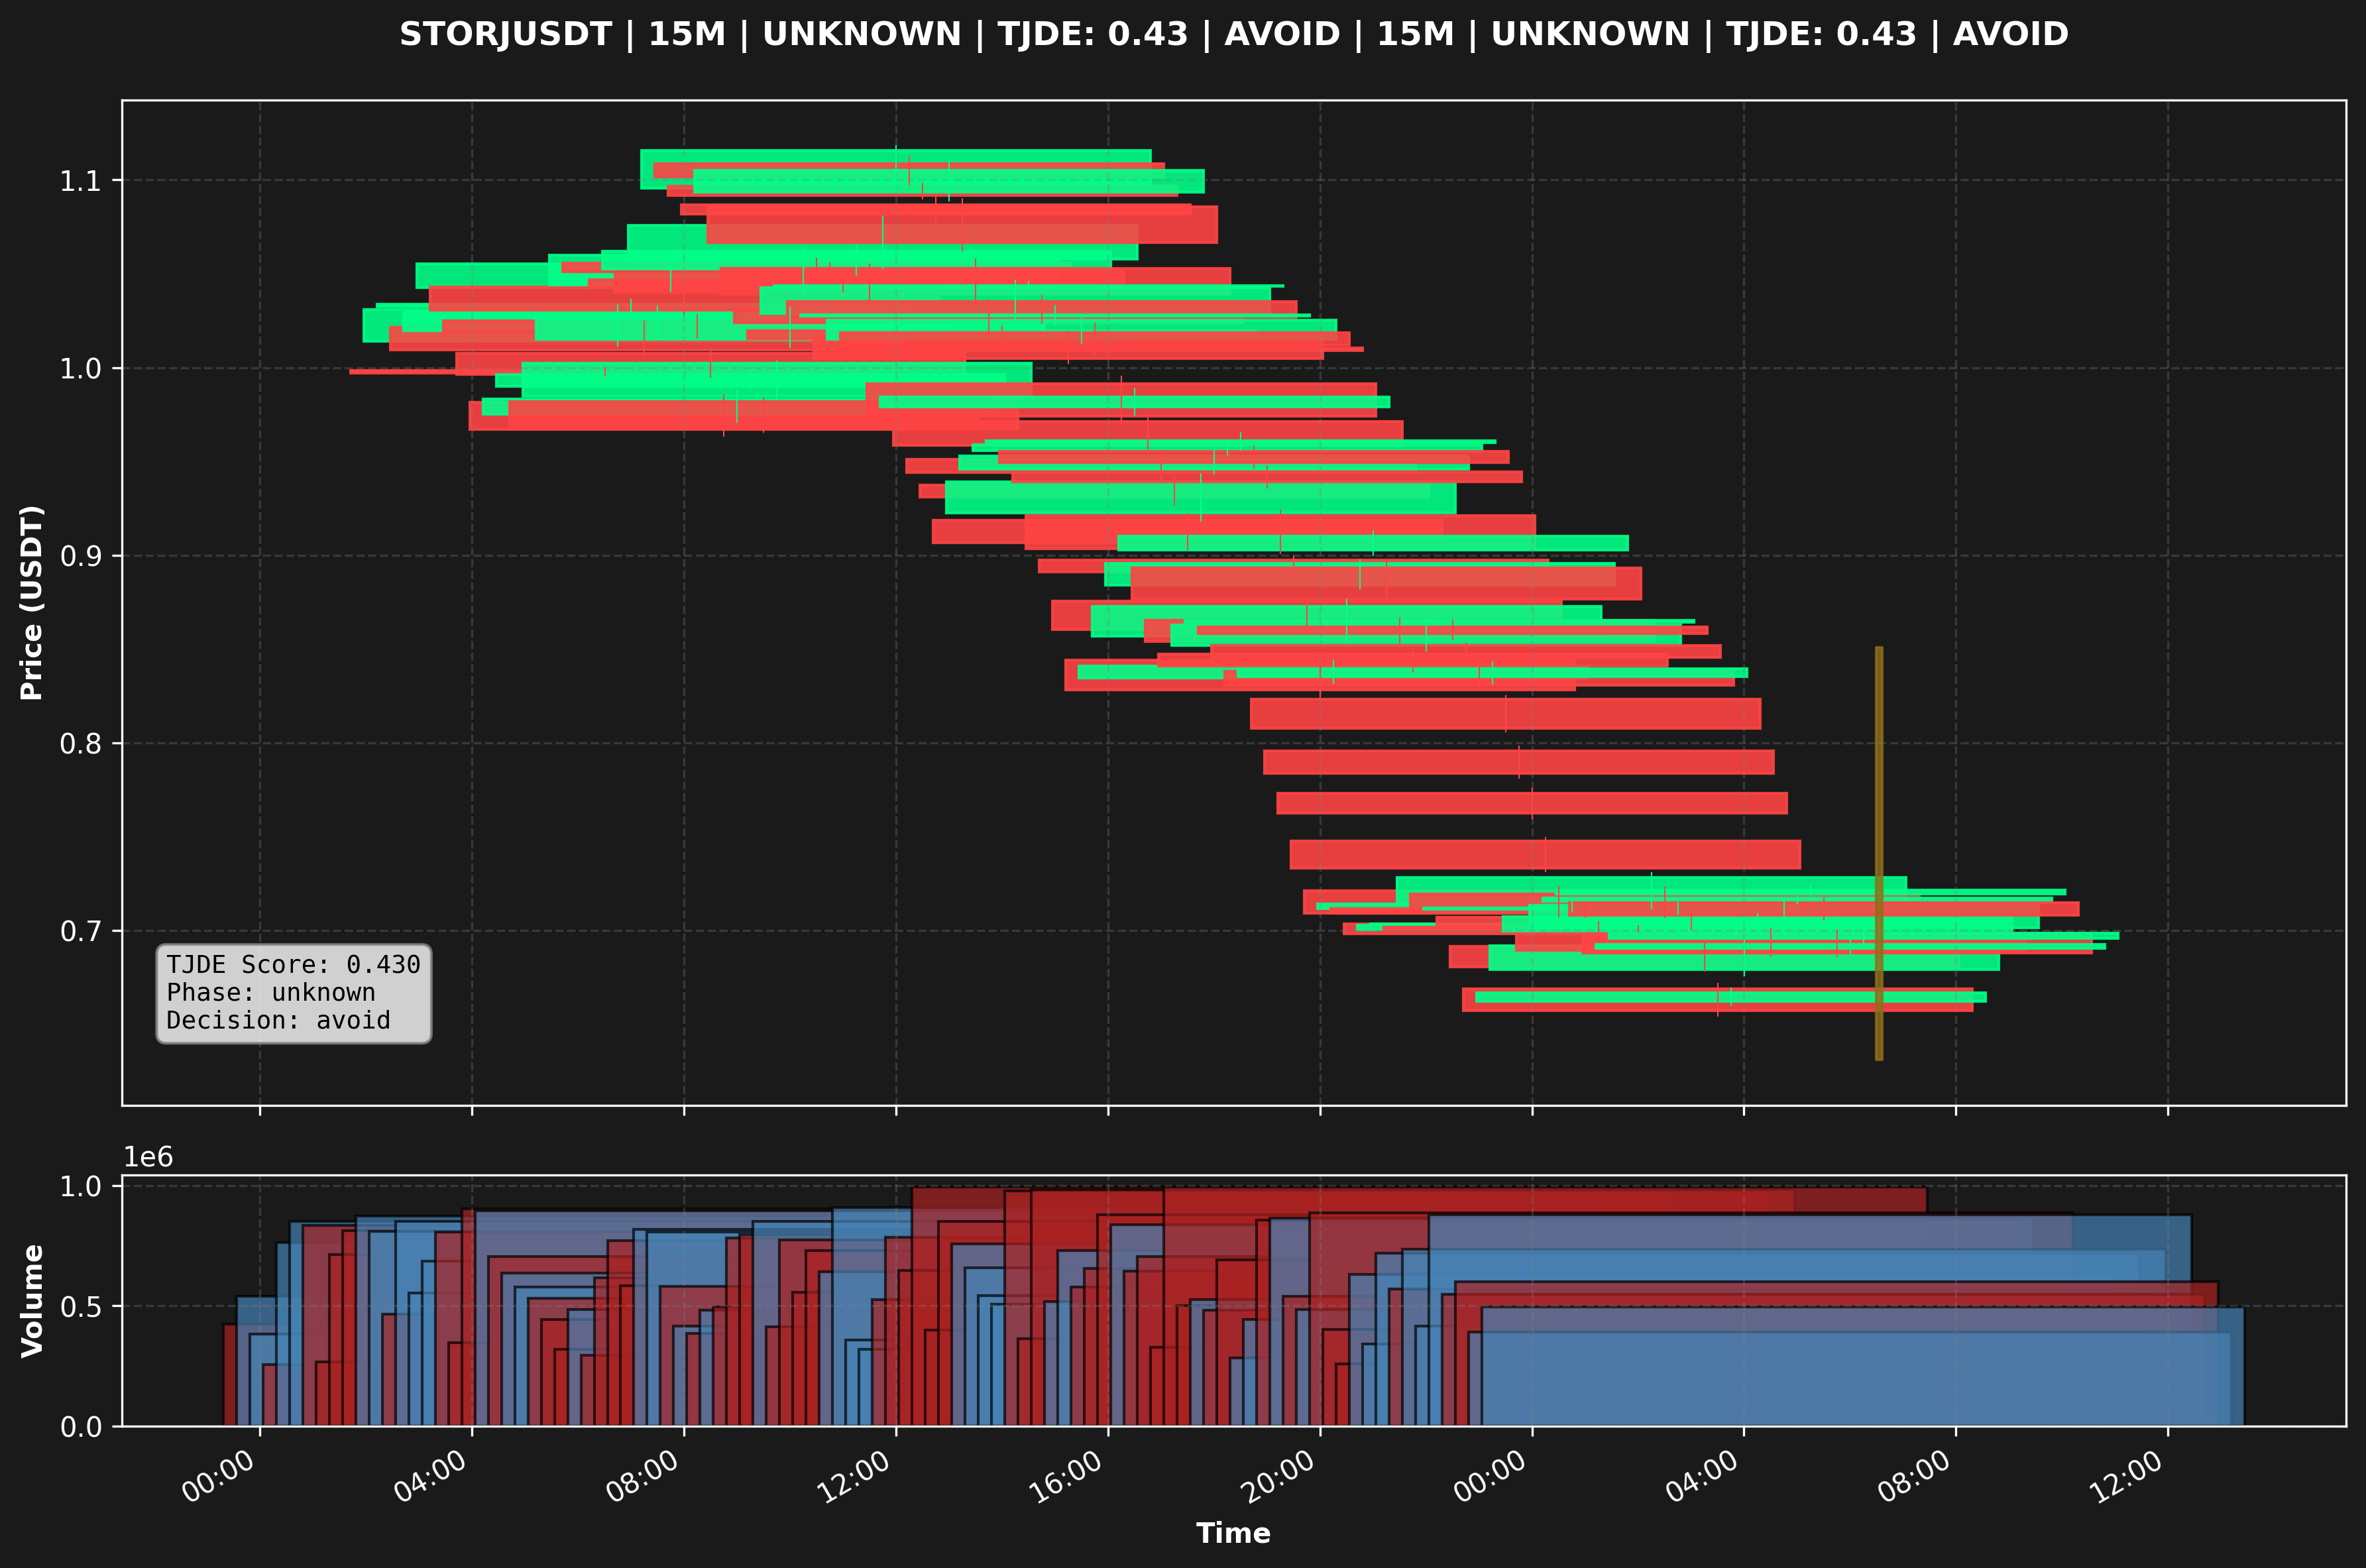 STORJUSDT | 15M | UNKNOWN | TJDE: 0.43 | AVOID | 15M | UNKNOWN | TJDE: 0.43 | AVOID
Price (USDT)
1.1
1.0
0.9
0.8
0.7
TJDE Score: 0.430
Phase: unknown
Decision: avoid
1e6
Volume
1.0
0.5
0.0
00:00 04:00 08:00 12:00 16:00 20:00 00:00 04:00 08:00 12:00
Time